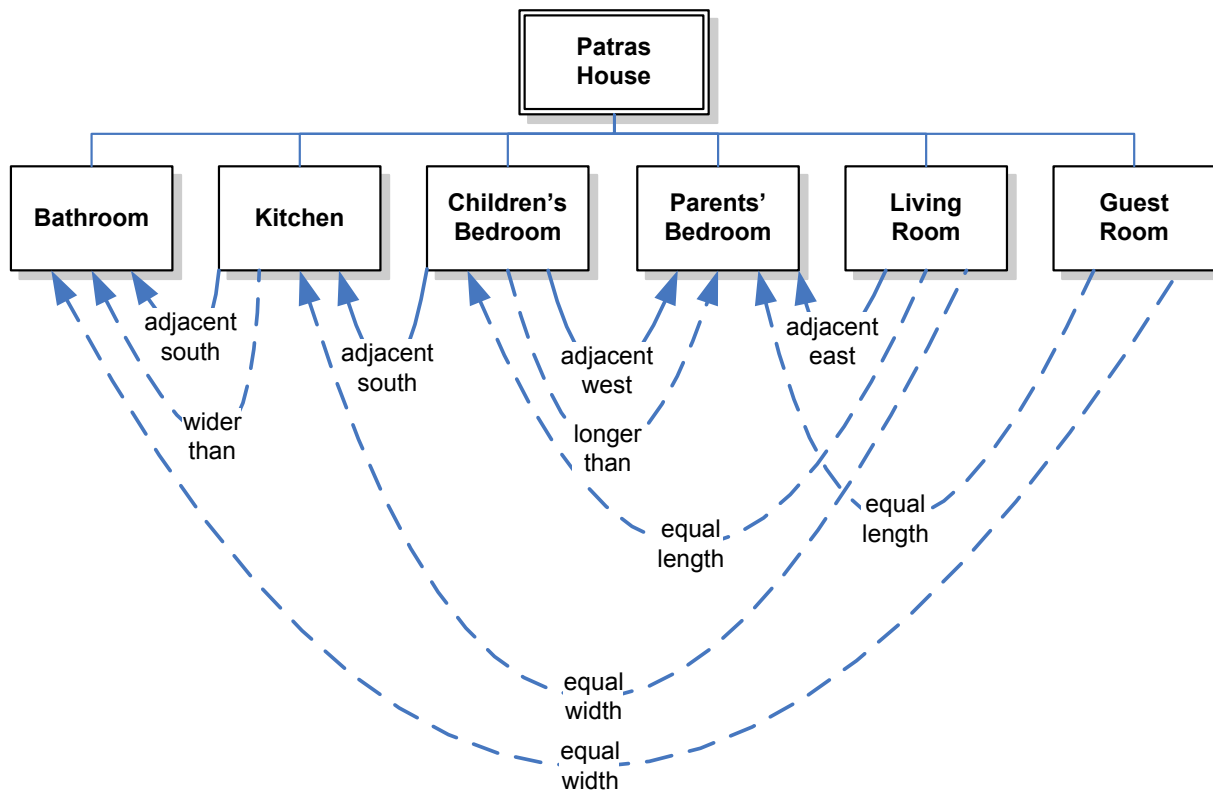 Patras
House
Bathroom
Kitchen
Children's
Bedroom
Parents'
Bedroom
Living
Room
Guest
Room
adjacent
south
adjacent
south
adjacent
west
adjacent
east
wider
than
longer
than
equal
length
equal
length
equal
width
equal
width